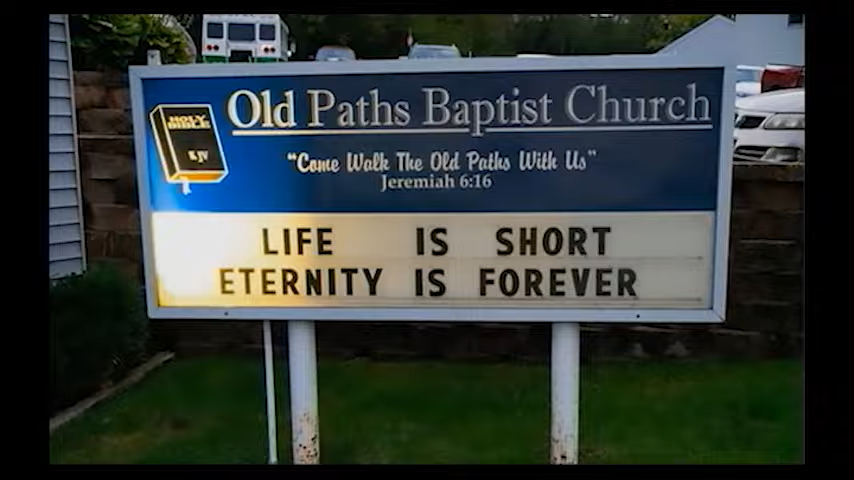 Old Paths Baptist Church
HOLY
BIBLE
KJV
"Come Walk The Old Paths With Us"
Jeremiah 6:16
LIFE IS SHORT
ETERNITY IS FOREVER